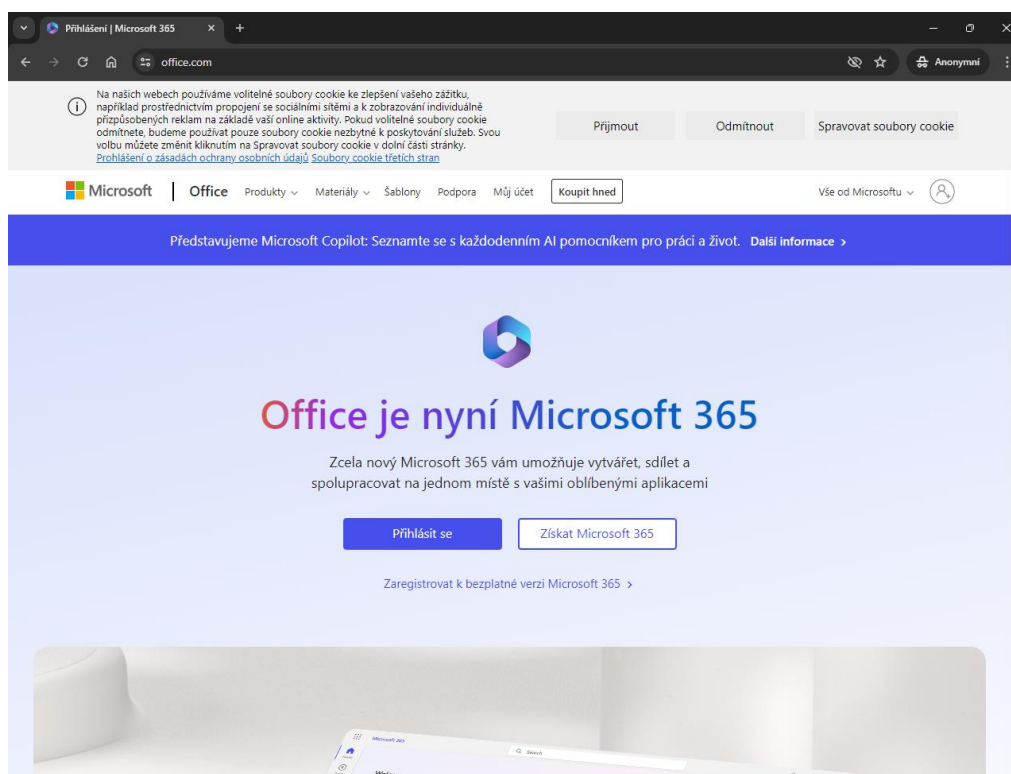 Přihlášení | Microsoft 365
office.com
Anonymní
Na našich webech používáme volitelné soubory cookie ke zlepšení vašeho zážitku,
například prostřednictvím propojení se sociálními sítěmi a k zobrazování individuálně
přizpůsobených reklam na základě vaší online aktivity. Pokud volitelné soubory cookie
odmítnete, budeme používat pouze soubory cookie nezbytné k poskytování služeb. Svou
volbu můžete změnit kliknutím na Spravovat soubory cookie v dolní části stránky.
Prohlášení o zásadách ochrany osobních údajů Soubory cookie třetích stran
Přijmout
Odmítnout
Spravovat soubory cookie
Microsoft | Office Produkty Materiály Šablony Podpora Můj účet Koupit hned Vše od Microsoftu
Představujeme Microsoft Copilot: Seznamte se s každodenním AI pomocníkem pro práci a život. Další informace >
Office je nyní Microsoft 365
Zcela nový Microsoft 365 vám umožňuje vytvářet, sdílet a
spolupracovat na jednom místě s vašimi oblíbenými aplikacemi
Přihlásit se
Získat Microsoft 365
Zaregistrovat k bezplatné verzi Microsoft 365 >
Microsoft 365
Search